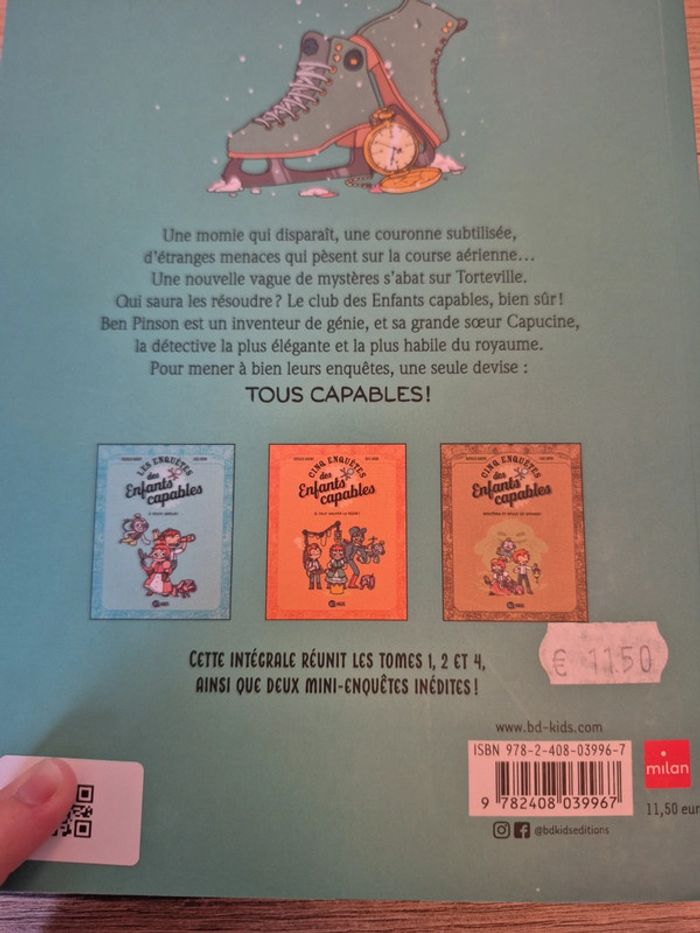 Une momie qui disparaît, une couronne subtilisée,
d'étranges menaces qui pèsent sur la course aérienne…
Une nouvelle vague de mystères s'abat sur Torteville.
Qui saura les résoudre ? Le club des Enfants capables, bien sûr !
Ben Pinson est un inventeur de génie, et sa grande sœur Capucine,
la détective la plus élégante et la plus habile du royaume.
Pour mener à bien leurs enquêtes, une seule devise :
TOUS CAPABLES !
LES ENQUÊTES
des
Enfants
capables
CINQ ENQUÊTES
des
Enfants
capables
IL FAUT SAUVER LA REINE !
CINQ ENQUÊTES
des
Enfants
capables
CETTE INTÉGRALE RÉUNIT LES TOMES 1, 2 ET 4,
AINSI QUE DEUX MINI-ENQUÊTES INÉDITES !
€ 11.50
www.bd-kids.com
ISBN 978-2-408-03996-7
9 782408 039967
milan
11,50 eur
@bdkidseditions